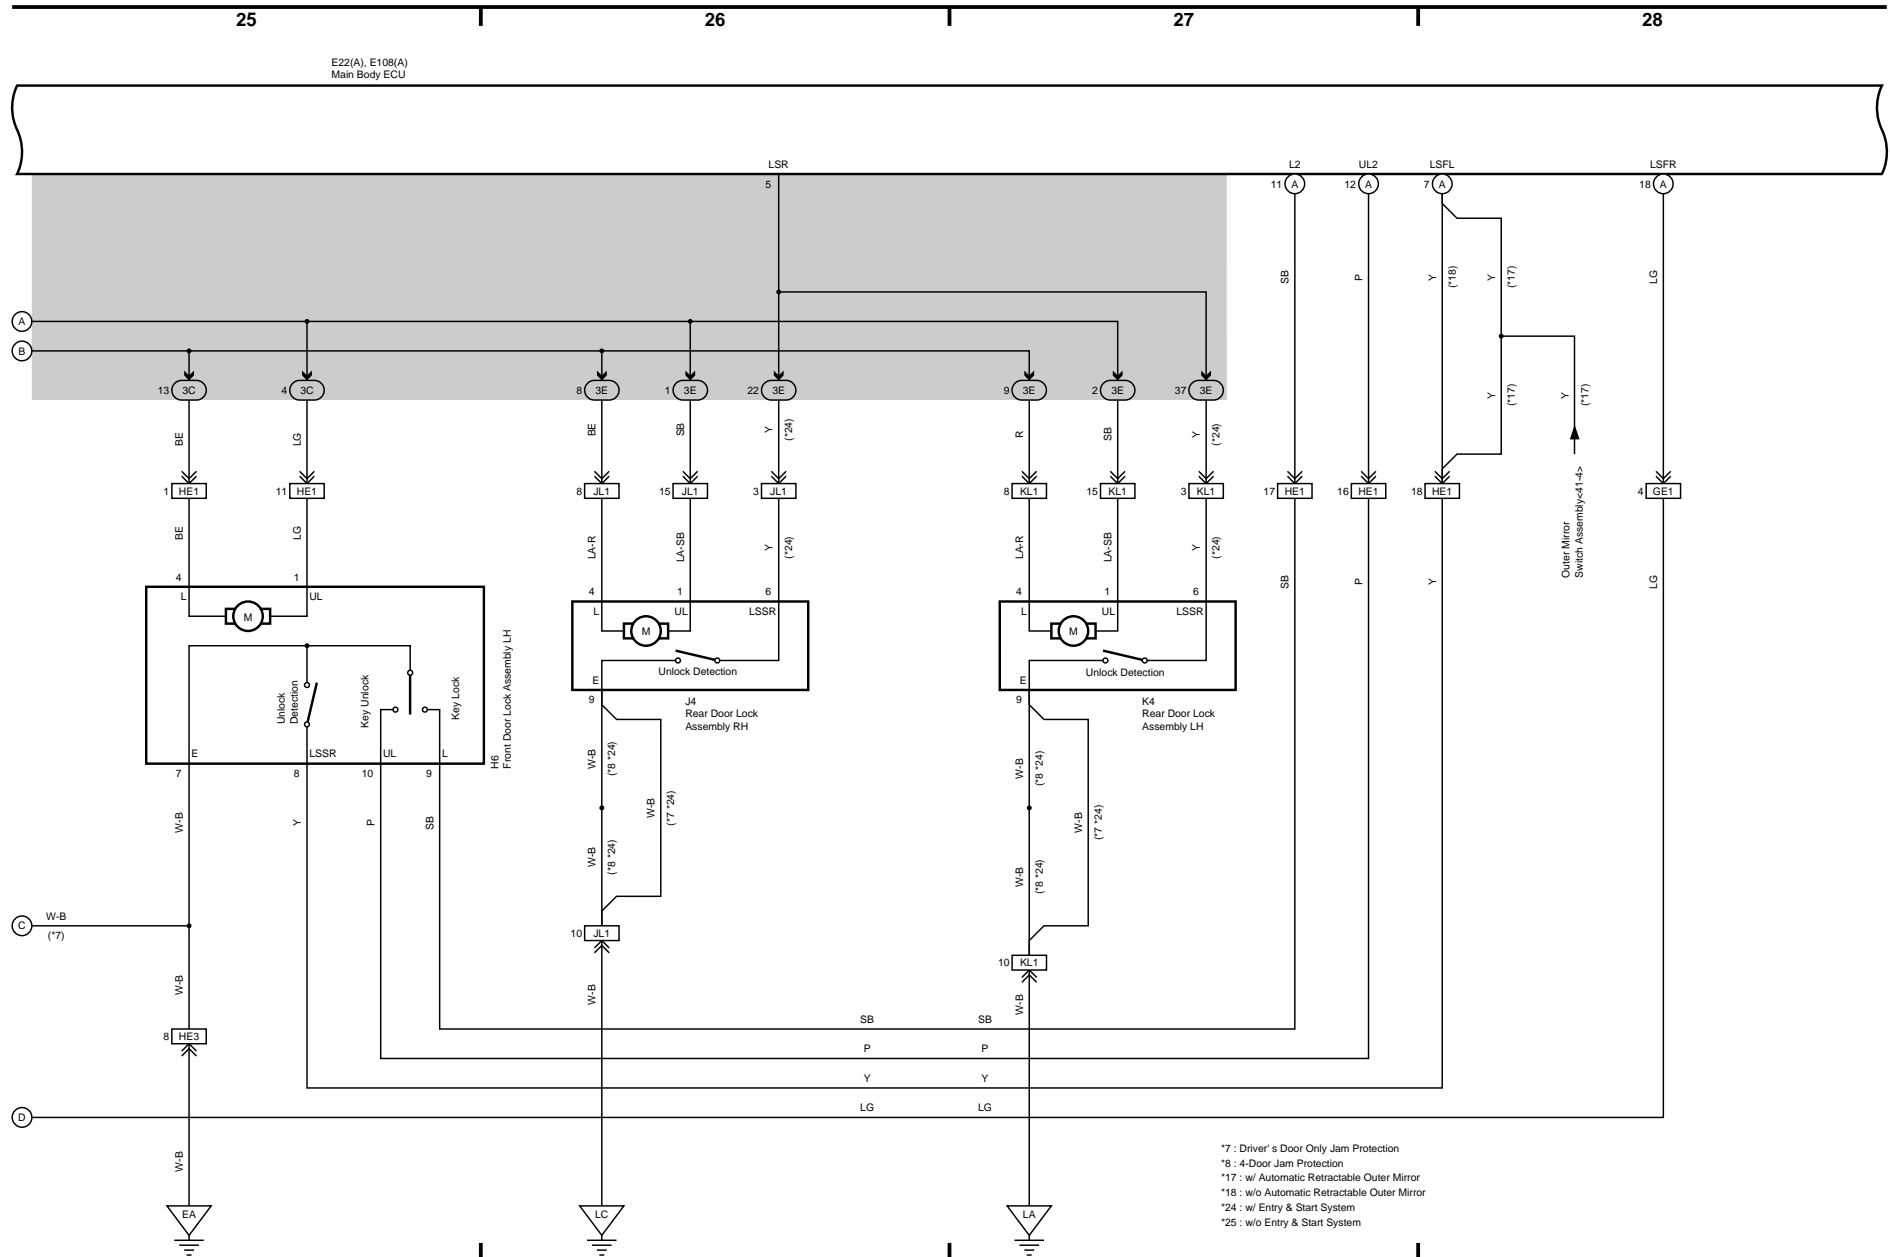 25 26 27 28
E22(A), E108(A)
Main Body ECU
LSR L2 UL2 LSFL LSFR
5 11 A 12 A 7 A 18 A
SB P Y (*18) Y (*17) LG
A
B
13 3C 4 3C 8 3E 1 3E 22 3E 9 3E 2 3E 37 3E
Y (*17) Y (*17)
BE LG BE SB Y (*24) R SB Y (*24)
1 HE1 11 HE1 8 JL1 15 JL1 3 JL1 8 KL1 15 KL1 3 KL1 17 HE1 16 HE1 18 HE1 4 GE1
Outer Mirror
Switch Assembly<41-4>
BE LG LA-R LA-SB Y (*24) LA-R LA-SB Y (*24) SB P Y LG
4 1 4 1 6 4 1 6
L UL L UL LSSR L UL LSSR
M M M
Unlock Detection Unlock Detection
Unlock
Detection
Key Unlock
Key Lock
H6
Front Door Lock Assembly LH
E E
9 9
J4
Rear Door Lock
Assembly RH
K4
Rear Door Lock
Assembly LH
E LSSR UL L
7 8 10 9
W-B (*8 *24) W-B (*8 *24)
W-B Y P SB W-B (*7 *24) W-B (*7 *24)
W-B (*8 *24) W-B (*8 *24)
C W-B
(*7)
10 JL1
10 KL1
W-B W-B W-B
8 HE3
SB SB
P P
Y Y
D LG LG
W-B
*7 : Driver' s Door Only Jam Protection
*8 : 4-Door Jam Protection
*17 : w/ Automatic Retractable Outer Mirror
*18 : w/o Automatic Retractable Outer Mirror
*24 : w/ Entry & Start System
*25 : w/o Entry & Start System
EA LC LA